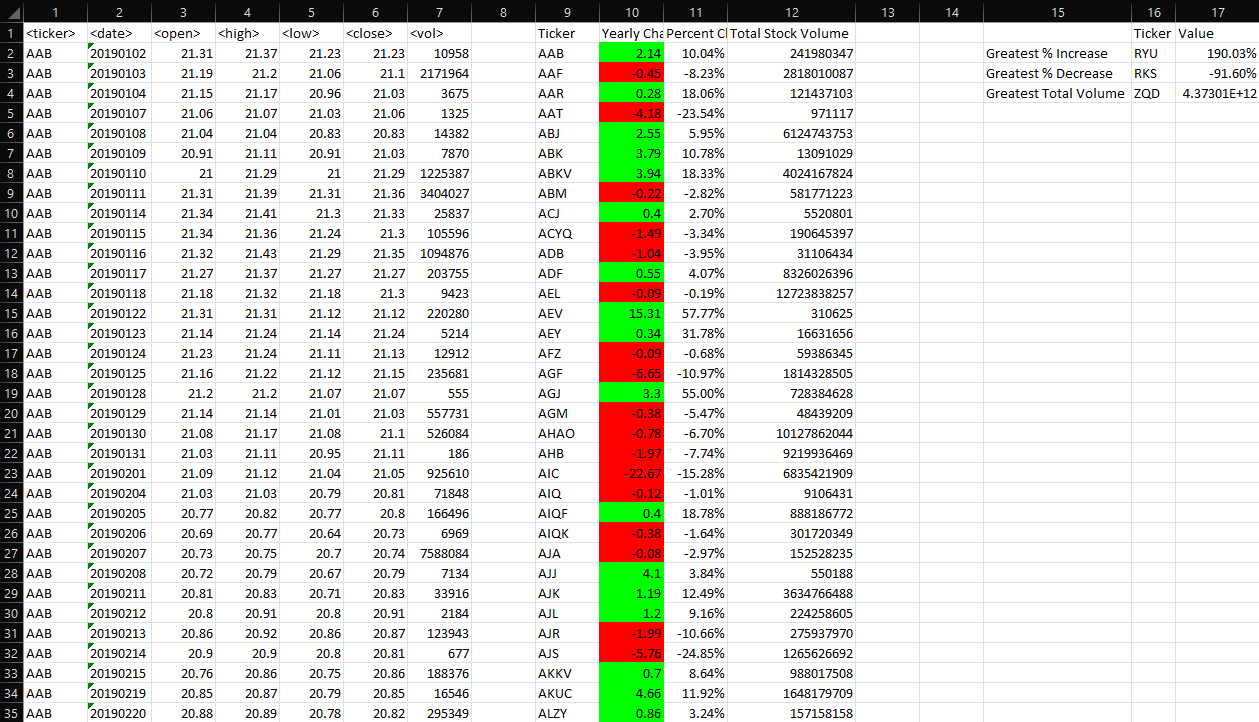 1 2 3 4 5 6 7 8 9 10 11 12 13 14 15 16 17
1 <ticker> <date> <open> <high> <low> <close> <vol> Ticker Yearly Cha Percent Cl Total Stock Volume Ticker Value
2 AAB 20190102 21.31 21.37 21.23 21.23 10958 AAB 2.14 10.04% 241980347 Greatest % Increase RYU 190.03%
3 AAB 20190103 21.19 21.2 21.06 21.1 2171964 AAF -0.45 -8.23% 2818010087 Greatest % Decrease RKS -91.60%
4 AAB 20190104 21.15 21.17 20.96 21.03 3675 AAR 0.28 18.06% 121437103 Greatest Total Volume ZQD 4.37301E+12
5 AAB 20190107 21.06 21.07 21.03 21.06 1325 AAT -4.18 -23.54% 971117
6 AAB 20190108 21.04 21.04 20.83 20.83 14382 ABJ 2.55 5.95% 6124743753
7 AAB 20190109 20.91 21.11 20.91 21.03 7870 ABK 3.79 10.78% 13091029
8 AAB 20190110 21 21.29 21 21.29 1225387 ABKV 3.94 18.33% 4024167824
9 AAB 20190111 21.31 21.39 21.31 21.36 3404027 ABM -0.22 -2.82% 581771223
10 AAB 20190114 21.34 21.41 21.3 21.33 25837 ACJ 0.4 2.70% 5520801
11 AAB 20190115 21.34 21.36 21.24 21.3 105596 ACYQ -1.49 -3.34% 190645397
12 AAB 20190116 21.32 21.43 21.29 21.35 1094876 ADB -1.04 -3.95% 31106434
13 AAB 20190117 21.27 21.37 21.27 21.27 203755 ADF 0.55 4.07% 8326026396
14 AAB 20190118 21.18 21.32 21.18 21.3 9423 AEL -0.09 -0.19% 12723838257
15 AAB 20190122 21.31 21.31 21.12 21.12 220280 AEV 15.31 57.77% 310625
16 AAB 20190123 21.14 21.24 21.14 21.24 5214 AEY 0.34 31.78% 16631656
17 AAB 20190124 21.23 21.24 21.11 21.13 12912 AFZ -0.09 -0.68% 59386345
18 AAB 20190125 21.16 21.22 21.12 21.15 235681 AGF -6.65 -10.97% 1814328505
19 AAB 20190128 21.2 21.2 21.07 21.07 555 AGJ 3.3 55.00% 728384628
20 AAB 20190129 21.14 21.14 21.01 21.03 557731 AGM -0.38 -5.47% 48439209
21 AAB 20190130 21.08 21.17 21.08 21.1 526084 AHAO -0.78 -6.70% 10127862044
22 AAB 20190131 21.03 21.11 20.95 21.11 186 AHB -1.97 -7.74% 9219936469
23 AAB 20190201 21.09 21.12 21.04 21.05 925610 AIC -22.67 -15.28% 6835421909
24 AAB 20190204 21.03 21.03 20.79 20.81 71848 AIQ -0.12 -1.01% 9106431
25 AAB 20190205 20.77 20.82 20.77 20.8 166496 AIQF 0.4 18.78% 888186772
26 AAB 20190206 20.69 20.77 20.64 20.73 6969 AIQK -0.38 -1.64% 301720349
27 AAB 20190207 20.73 20.75 20.7 20.74 7588084 AJA -0.08 -2.97% 152528235
28 AAB 20190208 20.72 20.79 20.67 20.79 7134 AJJ 4.1 3.84% 550188
29 AAB 20190211 20.81 20.83 20.71 20.83 33916 AJK 1.19 12.49% 3634766488
30 AAB 20190212 20.8 20.91 20.8 20.91 2184 AJL 1.2 9.16% 224258605
31 AAB 20190213 20.86 20.92 20.86 20.87 123943 AJR -1.99 -10.66% 275937970
32 AAB 20190214 20.9 20.9 20.8 20.81 677 AJS -5.76 -24.85% 1265626692
33 AAB 20190215 20.76 20.86 20.75 20.86 188376 AKKV 0.7 8.64% 988017508
34 AAB 20190219 20.85 20.87 20.79 20.85 16546 AKUC 4.66 11.92% 1648179709
35 AAB 20190220 20.88 20.89 20.78 20.82 295349 ALZY 0.86 3.24% 157158158